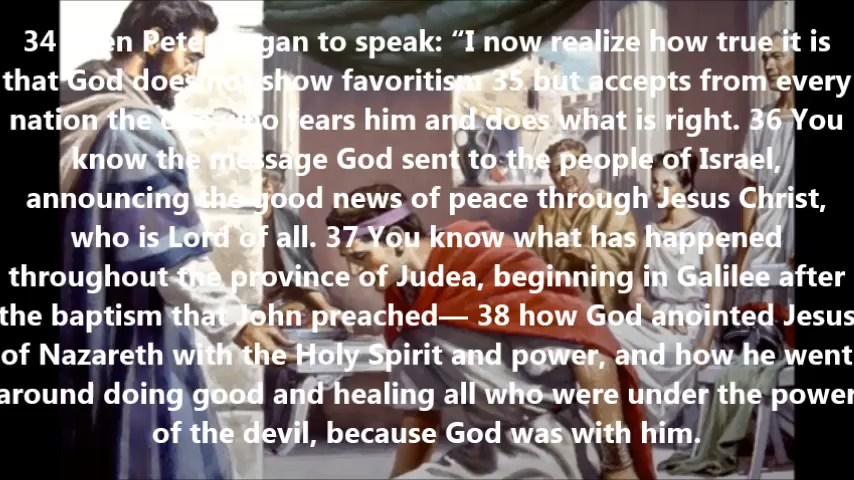 34 Then Peter began to speak: “I now realize how true it is
that God does not show favoritism 35 but accepts from every
nation the one who fears him and does what is right. 36 You
know the message God sent to the people of Israel,
announcing the good news of peace through Jesus Christ,
who is Lord of all. 37 You know what has happened
throughout the province of Judea, beginning in Galilee after
the baptism that John preached— 38 how God anointed Jesus
of Nazareth with the Holy Spirit and power, and how he went
around doing good and healing all who were under the power
of the devil, because God was with him.